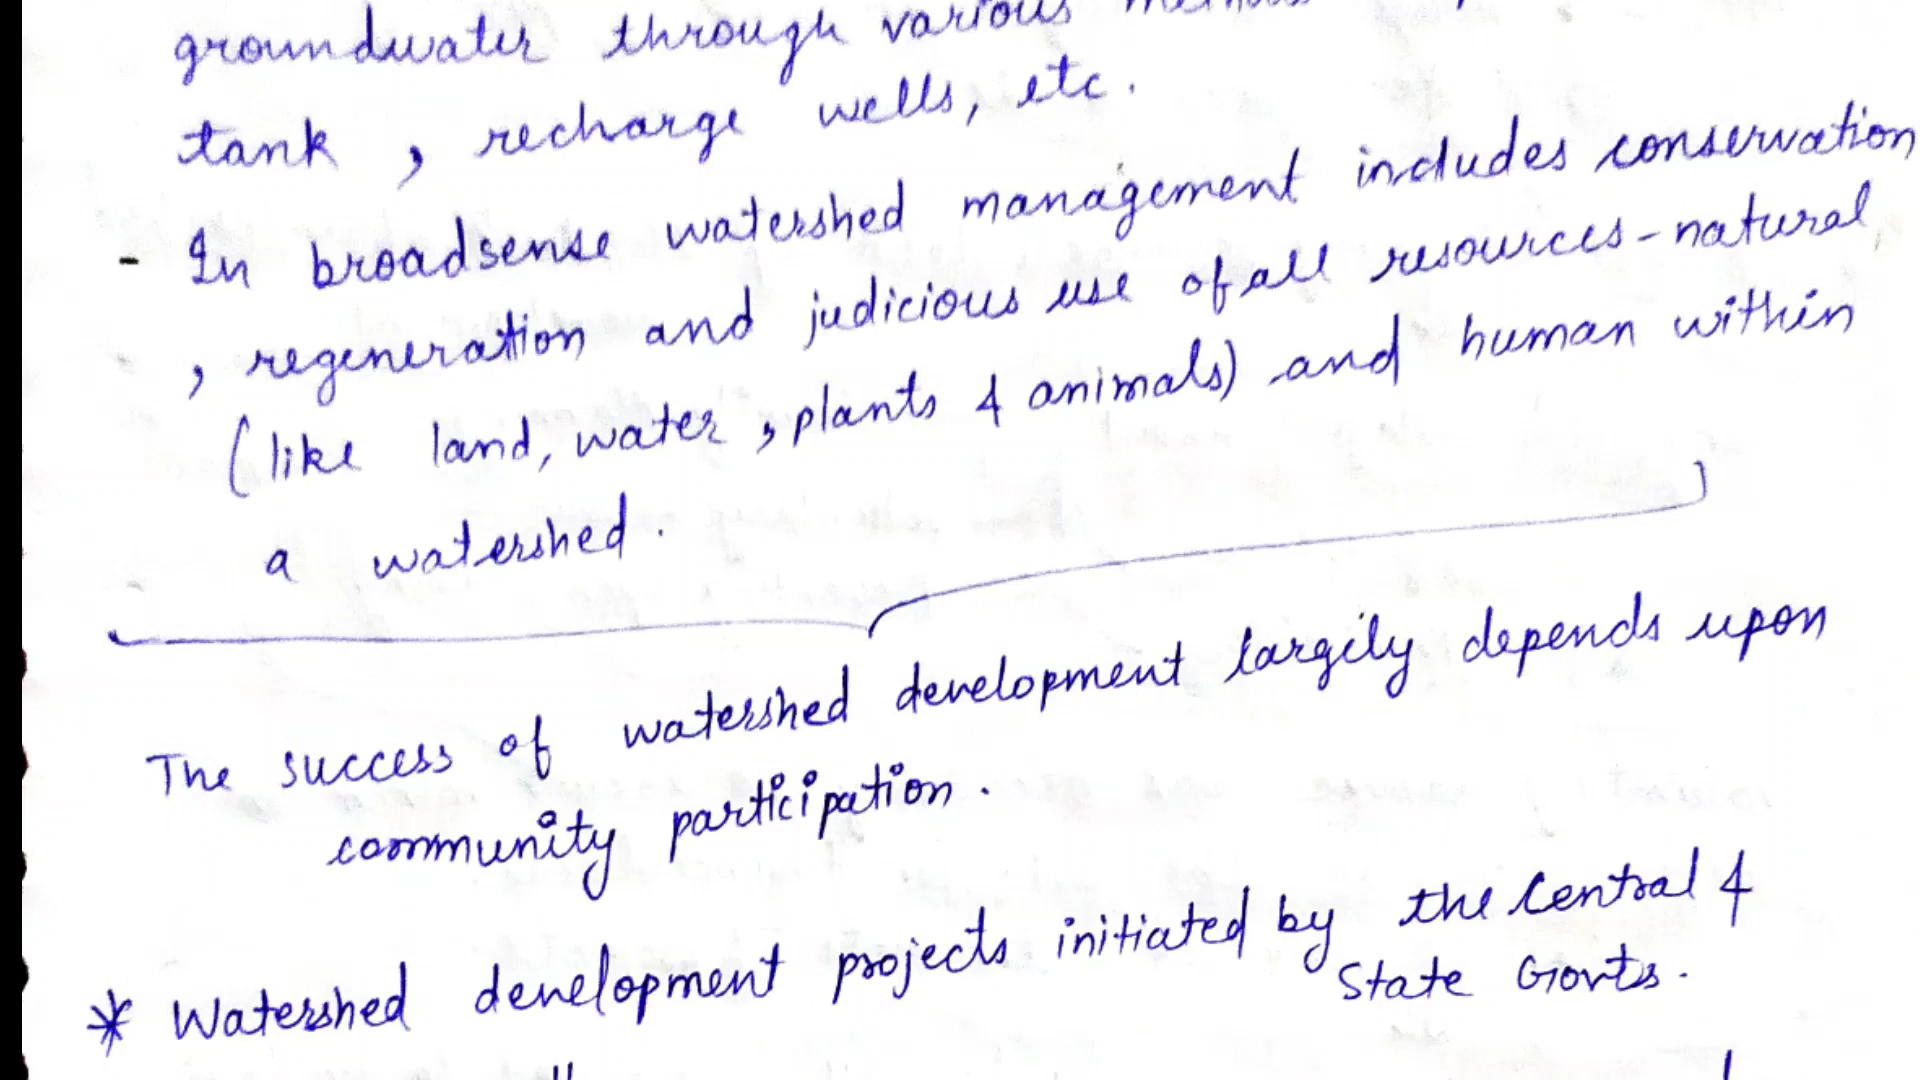 groundwater through various
tank , recharge wells, etc.
- In broadsense watershed management includes conservation
, regeneration and judicious use of all resources - natural
(like land, water , plants & animals) and human within
a watershed.
The success of watershed development largily depends upon
community participation.
* Watershed development projects initiated by the Central &
State Govts.